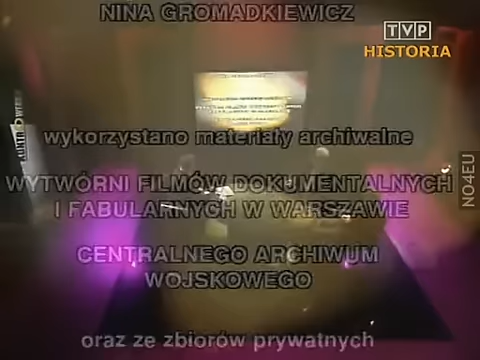 NINA GROMADKIEWICZ
TVP
HISTORIA
wykorzystano materiały archiwalne
WYTWÓRNI FILMÓW DOKUMENTALNYCH
I FABULARNYCH W WARSZAWIE
CENTRALNEGO ARCHIWUM
WOJSKOWEGO
oraz ze zbiorów prywatnych
NO4EU